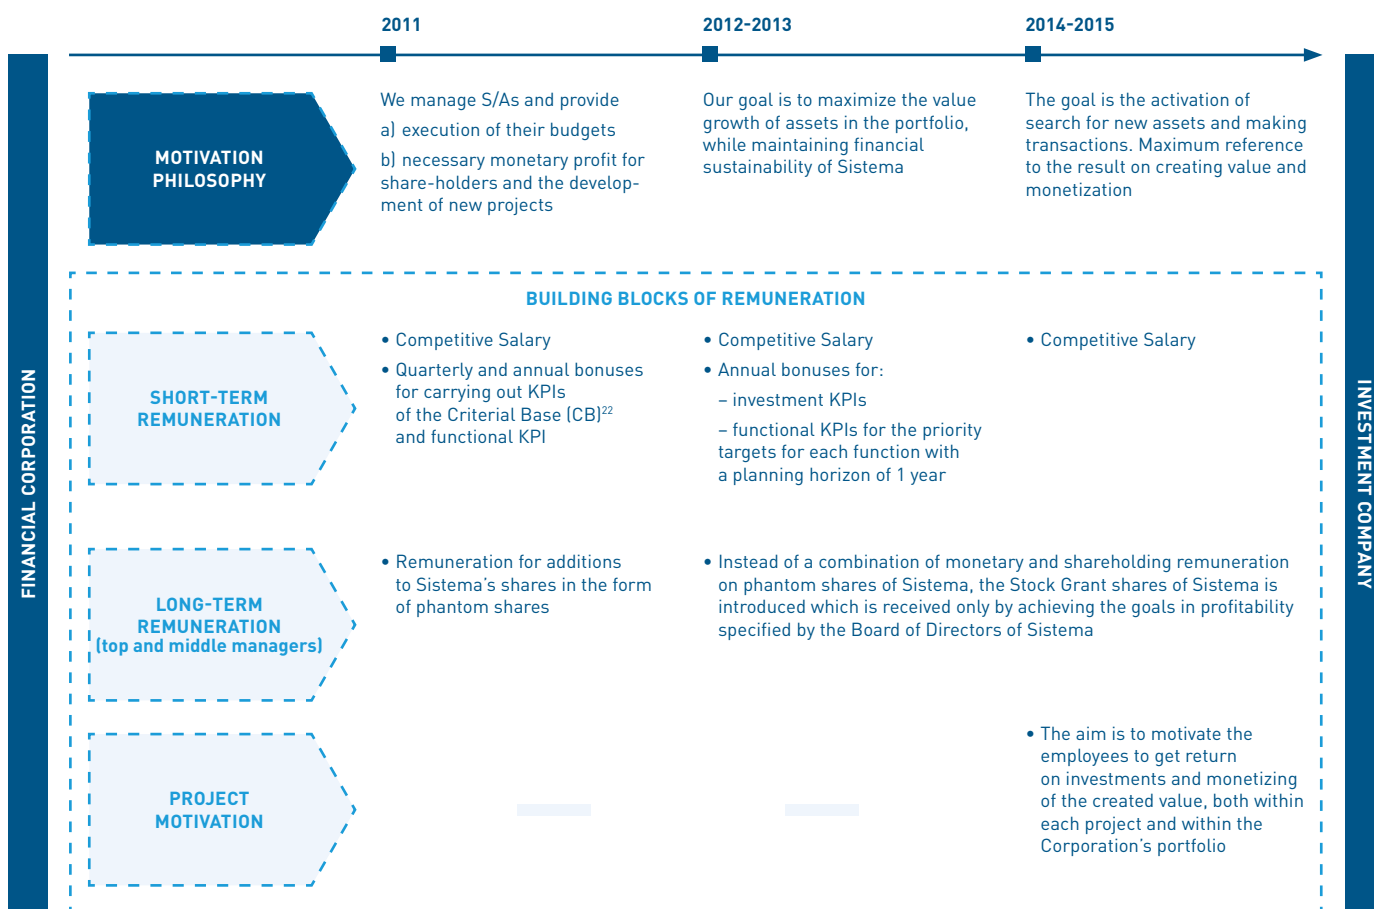 2011
2012-2013
2014-2015
FINANCIAL CORPORATION
INVESTMENT COMPANY
MOTIVATION
PHILOSOPHY
We manage S/As and provide
a) execution of their budgets
b) necessary monetary profit for
share-holders and the develop-
ment of new projects
Our goal is to maximize the value
growth of assets in the portfolio,
while maintaining financial
sustainability of Sistema
The goal is the activation of
search for new assets and making
transactions. Maximum reference
to the result on creating value and
monetization
BUILDING BLOCKS OF REMUNERATION
SHORT-TERM
REMUNERATION
• Competitive Salary
• Quarterly and annual bonuses
for carrying out KPIs
of the Criterial Base (CB)22
and functional KPI
• Competitive Salary
• Annual bonuses for:
– investment KPIs
– functional KPIs for the priority
targets for each function with
a planning horizon of 1 year
• Competitive Salary
LONG-TERM
REMUNERATION
(top and middle managers)
• Remuneration for additions
to Sistema's shares in the form
of phantom shares
• Instead of a combination of monetary and shareholding remuneration
on phantom shares of Sistema, the Stock Grant shares of Sistema is
introduced which is received only by achieving the goals in profitability
specified by the Board of Directors of Sistema
PROJECT
MOTIVATION
• The aim is to motivate the
employees to get return
on investments and monetizing
of the created value, both within
each project and within the
Corporation's portfolio